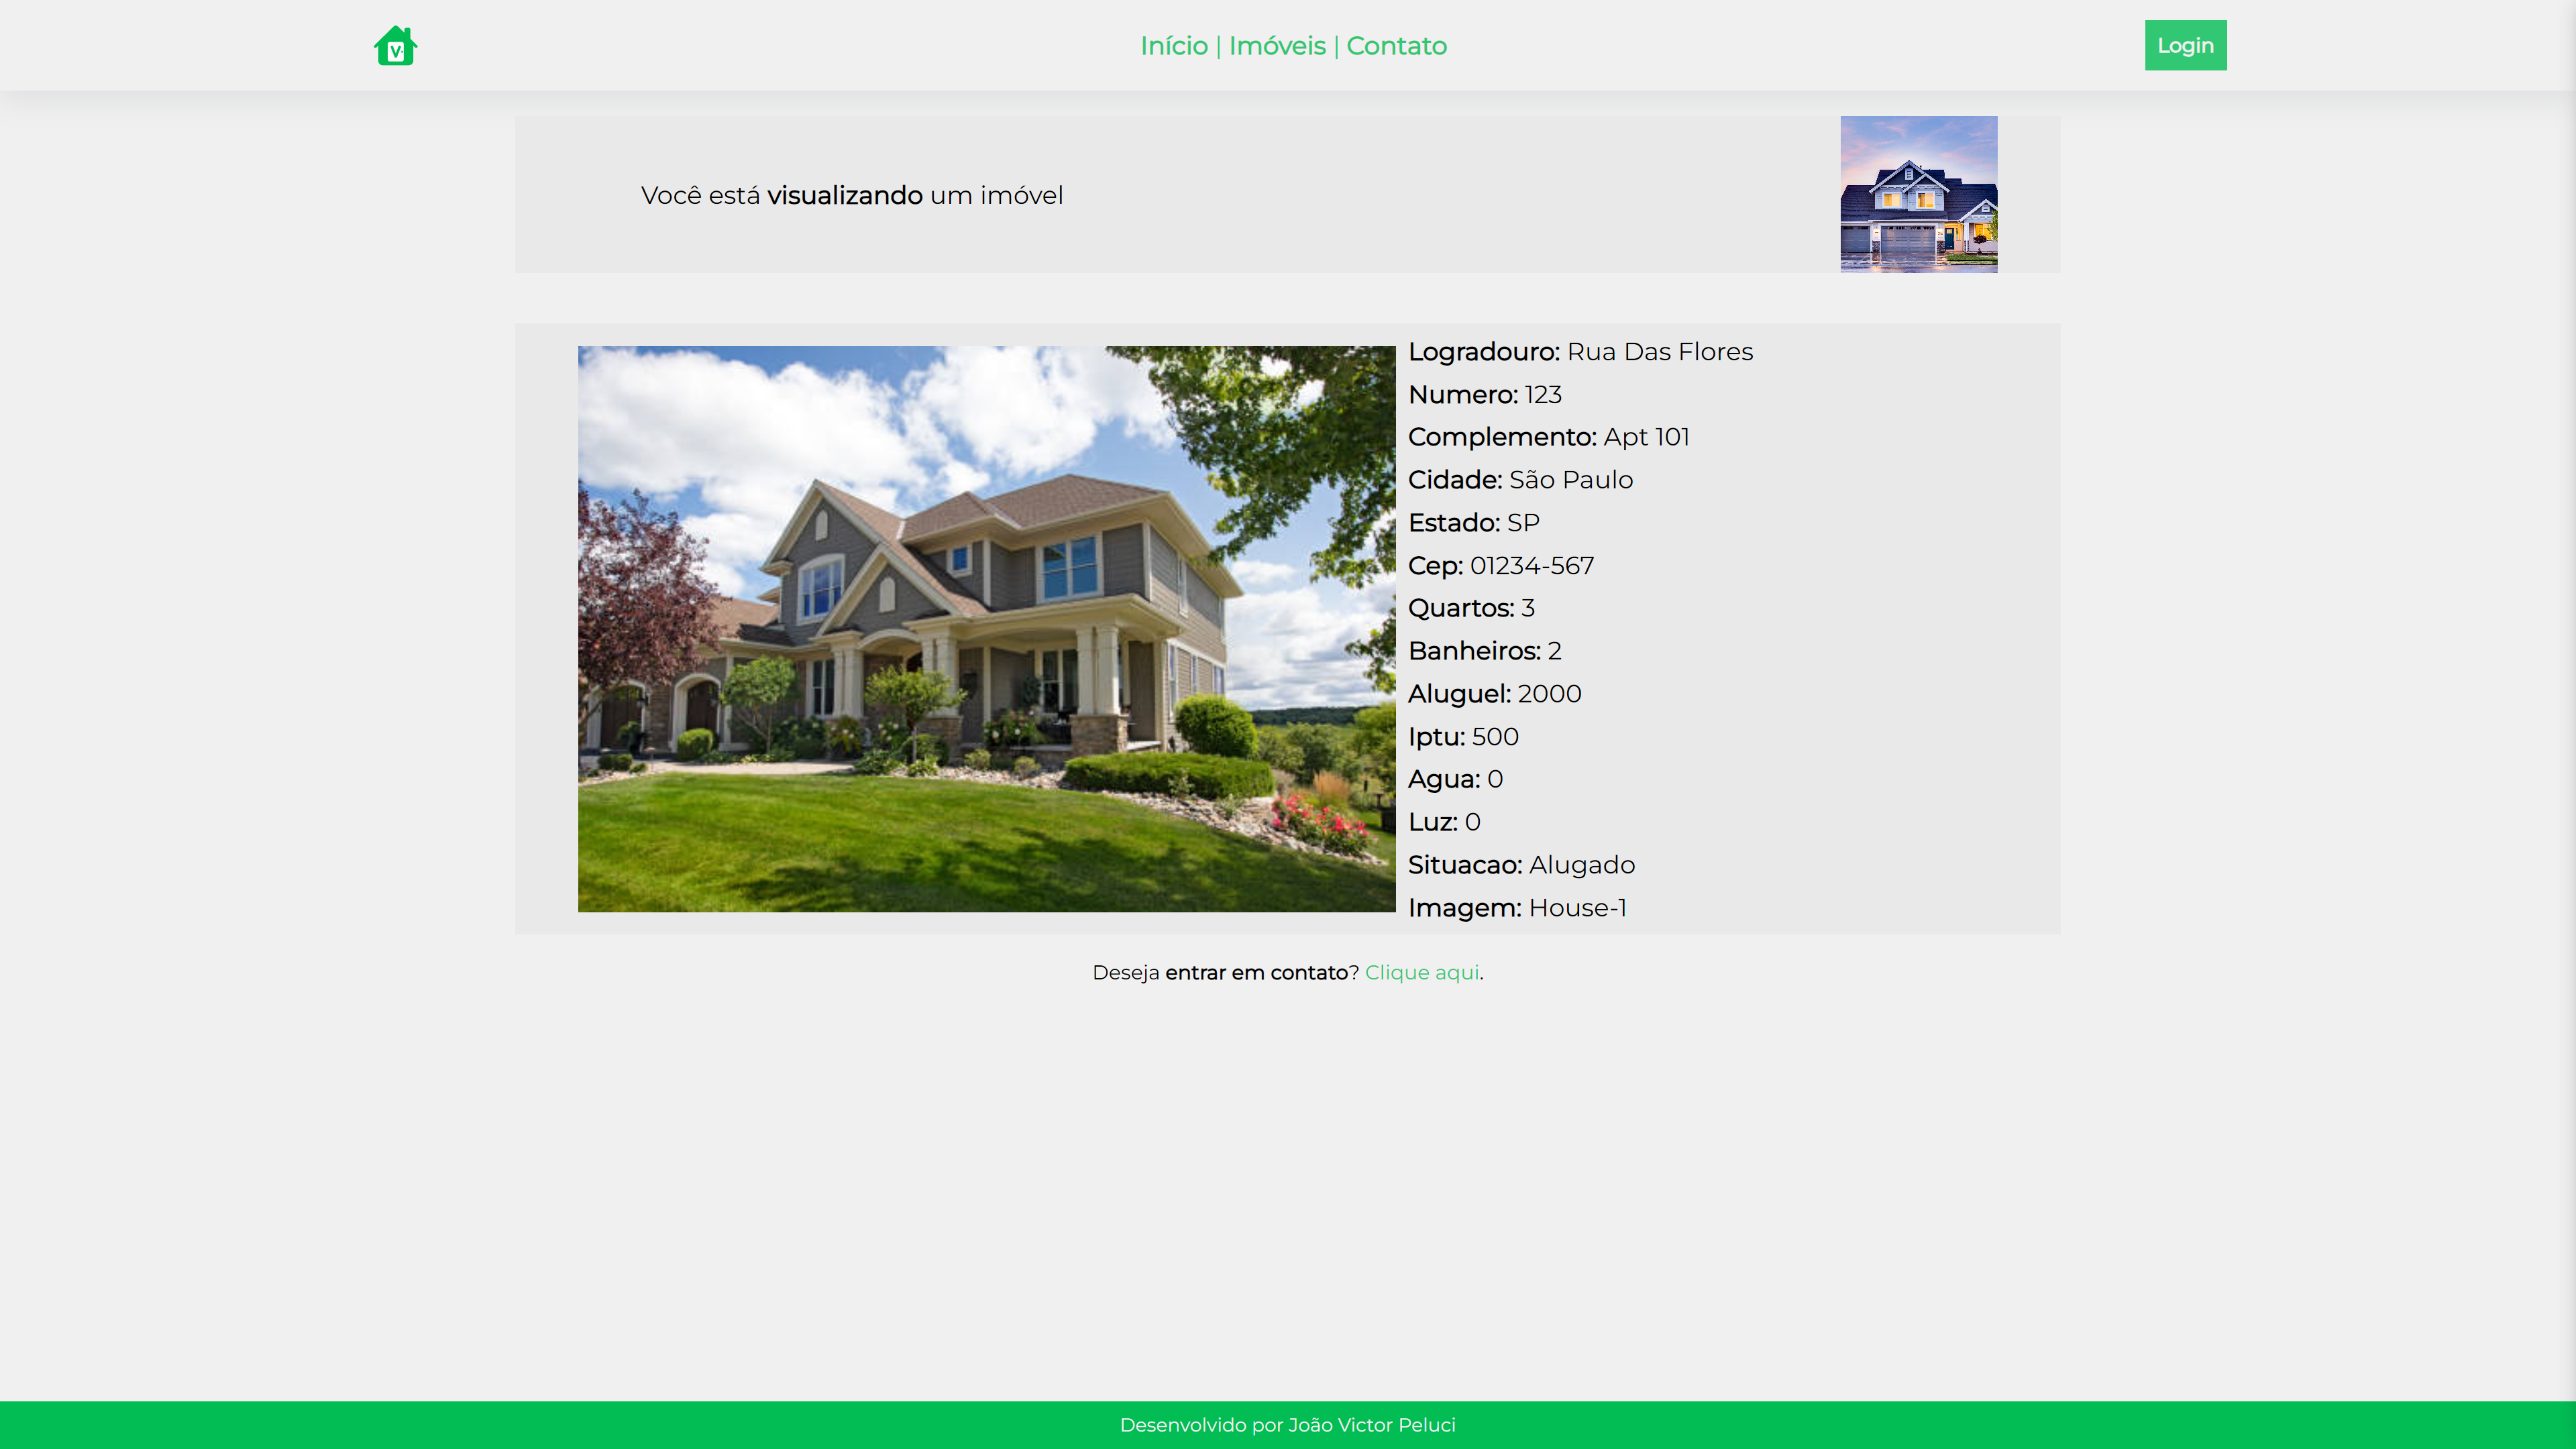 V
Início | Imóveis | Contato
Login
Você está visualizando um imóvel
Logradouro: Rua Das Flores
Numero: 123
Complemento: Apt 101
Cidade: São Paulo
Estado: SP
Cep: 01234-567
Quartos: 3
Banheiros: 2
Aluguel: 2000
Iptu: 500
Agua: 0
Luz: 0
Situacao: Alugado
Imagem: House-1
Deseja entrar em contato? Clique aqui.
Desenvolvido por João Victor Peluci